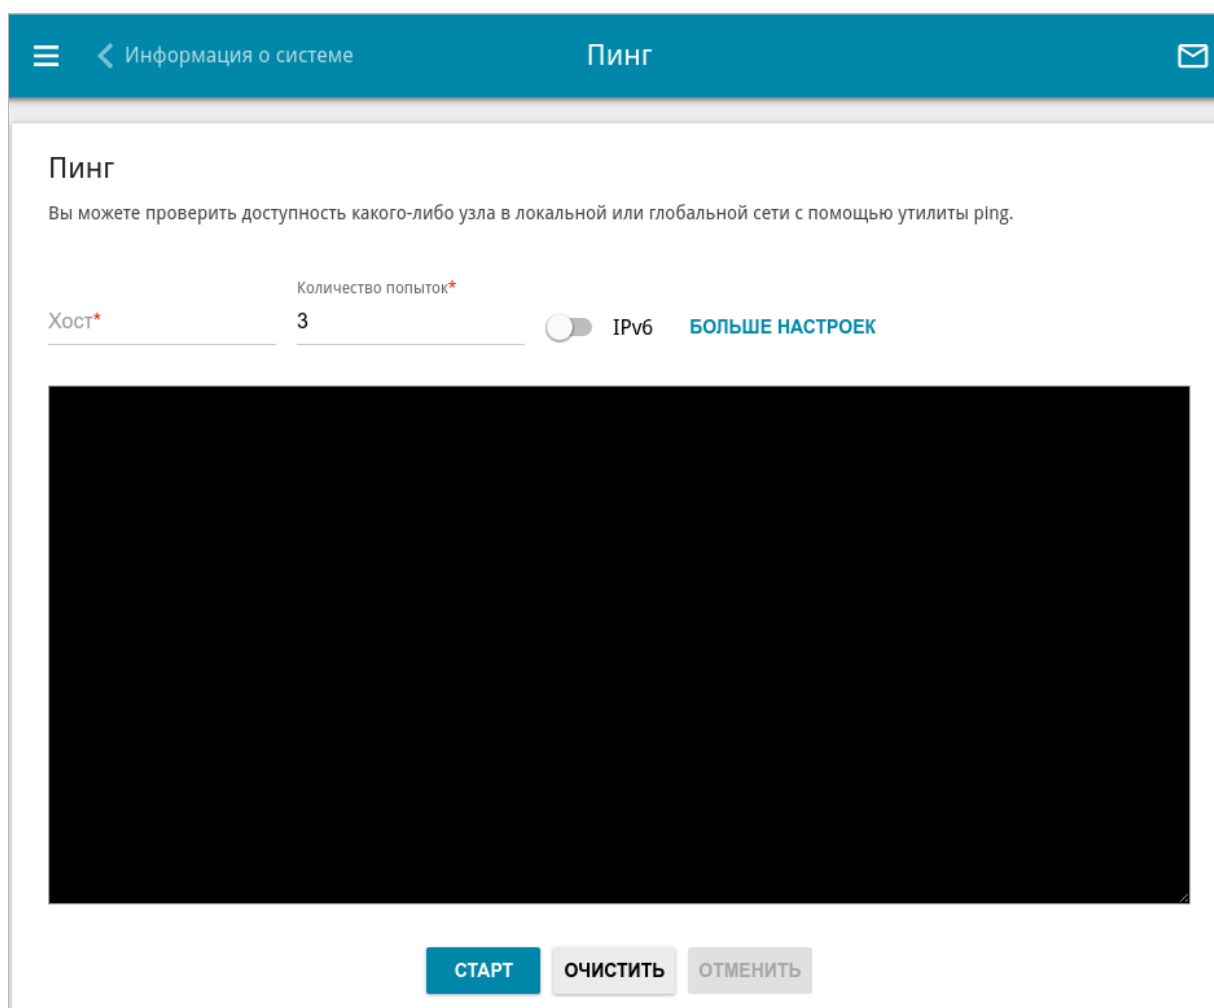 Информация о системе
Пинг
Пинг
Вы можете проверить доступность какого-либо узла в локальной или глобальной сети с помощью утилиты ping.
Количество попыток*
Хост*
3
IPv6
БОЛЬШЕ НАСТРОЕК
СТАРТ
ОЧИСТИТЬ
ОТМЕНИТЬ